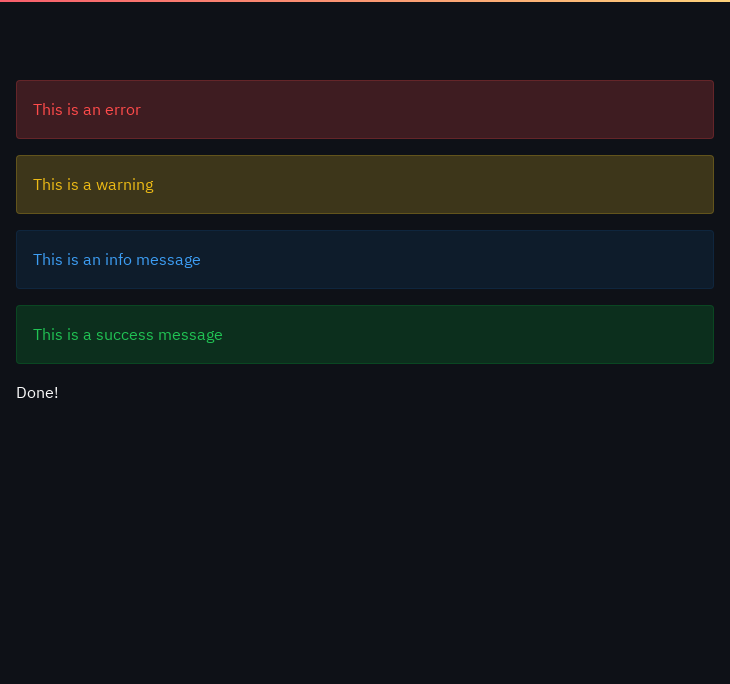 This is an error
This is a warning
This is an info message
This is a success message
Done!